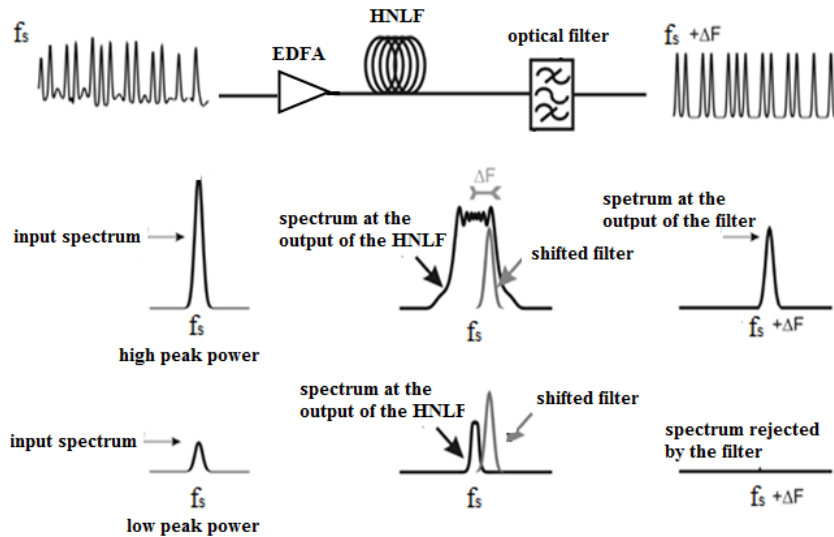 fs
EDFA
HNLF
optical filter
fs +ΔF
input spectrum
fs
high peak power
spectrum at the
output of the HNLF
ΔF
shifted filter
fs
spetrum at the
output of the filter
fs +ΔF
input spectrum
fs
low peak power
spectrum at the
output of the HNLF
shifted filter
fs
spectrum rejected
by the filter
fs +ΔF